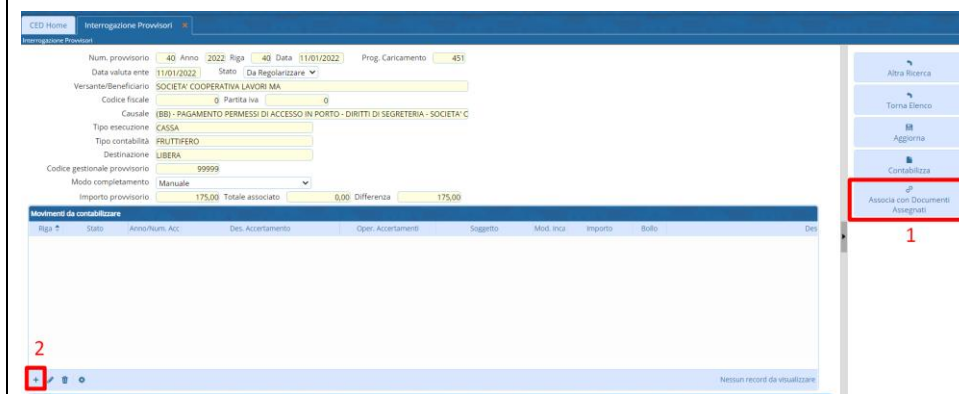 CED Home Interrogazione Provvisori ×
Interrogazione Provvisori
Num. provvisorio 40 Anno 2022 Riga 40 Data 11/01/2022 Prog. Caricamento 451
Data valuta ente 11/01/2022 Stato Da Regolarizzare
Versante/Beneficiario SOCIETA' COOPERATIVA LAVORI MA
Codice fiscale 0 Partita iva 0
Causale (BB) - PAGAMENTO PERMESSI DI ACCESSO IN PORTO - DIRITTI DI SEGRETERIA - SOCIETA' C
Tipo esecuzione CASSA
Tipo contabilità FRUTTIFERO
Destinazione LIBERA
Codice gestionale provvisorio 99999
Modo completamento Manuale
Importo provvisorio 175,00 Totale associato 0,00 Differenza 175,00
Movimenti da contabilizzare
Riga Stato Anno/Num. Acc Des. Accertamento Oper. Accertamenti Soggetto Mod. Inca Importo Bollo Des
2
Nessun record da visualizzare
Altra Ricerca
Torna Elenco
Aggiorna
Contabilizza
Associa con Documenti
Assegnati
1